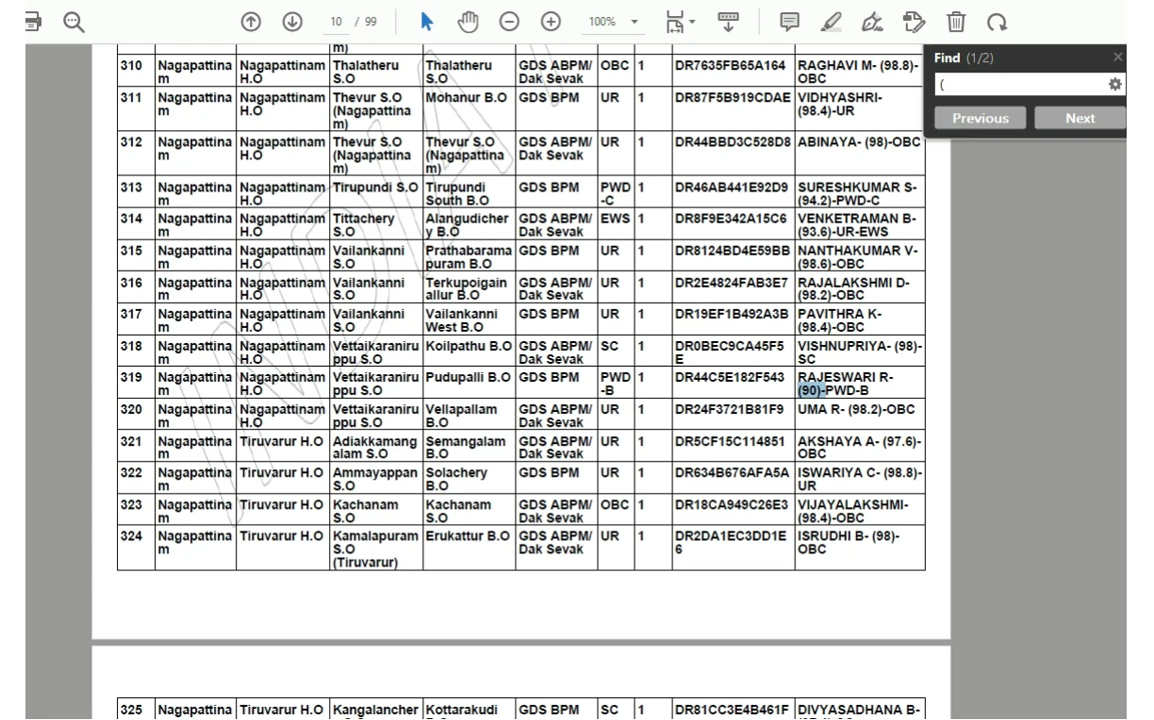 10 / 99 100%
Find (1/2)
(
Previous Next
m)
310 Nagapattina Nagapattinam Thalatheru Thalatheru GDS ABPM/ OBC 1 DR7635FB65A164 RAGHAVI M- (98.8)-
m H.O S.O S.O Dak Sevak OBC
311 Nagapattina Nagapattinam Thevur S.O Mohanur B.O GDS BPM UR 1 DR87F5B919CDAE VIDHYASHRI-
m H.O (Nagapattina (98.4)-UR
m)
312 Nagapattina Nagapattinam Thevur S.O Thevur S.O GDS ABPM/ UR 1 DR44BBD3C528D8 ABINAYA- (98)-OBC
m H.O (Nagapattina (Nagapattina Dak Sevak
m) m)
313 Nagapattina Nagapattinam Tirupundi S.O Tirupundi GDS BPM PWD 1 DR46AB441E92D9 SURESHKUMAR S-
m H.O South B.O -C (94.2)-PWD-C
314 Nagapattina Nagapattinam Tittachery Alangudicher GDS ABPM/ EWS 1 DR8F9E342A15C6 VENKETRAMAN B-
m H.O S.O y B.O Dak Sevak (93.6)-UR-EWS
315 Nagapattina Nagapattinam Vailankanni Prathabarama GDS BPM UR 1 DR8124BD4E59BB NANTHAKUMAR V-
m H.O S.O puram B.O (98.6)-OBC
316 Nagapattina Nagapattinam Vailankanni Terkupoigain GDS ABPM/ UR 1 DR2E4824FAB3E7 RAJALAKSHMI D-
m H.O S.O allur B.O Dak Sevak (98.2)-OBC
317 Nagapattina Nagapattinam Vailankanni Vailankanni GDS BPM UR 1 DR19EF1B492A3B PAVITHRA K-
m H.O S.O West B.O (98.4)-OBC
318 Nagapattina Nagapattinam Vettaikaraniru Koilpathu B.O GDS ABPM/ SC 1 DR0BEC9CA45F5 VISHNUPRIYA- (98)-
m H.O ppu S.O Dak Sevak E SC
319 Nagapattina Nagapattinam Vettaikaraniru Pudupalli B.O GDS BPM PWD 1 DR44C5E182F543 RAJESWARI R-
m H.O ppu S.O -B (90)-PWD-B
320 Nagapattina Nagapattinam Vettaikaraniru Vellapallam GDS ABPM/ UR 1 DR24F3721B81F9 UMA R- (98.2)-OBC
m H.O ppu S.O B.O Dak Sevak
321 Nagapattina Tiruvarur H.O Adiakkamang Semangalam GDS ABPM/ UR 1 DR5CF15C114851 AKSHAYA A- (97.6)-
m alam S.O B.O Dak Sevak OBC
322 Nagapattina Tiruvarur H.O Ammayappan Solachery GDS BPM UR 1 DR634B676AFA5A ISWARIYA C- (98.8)-
m S.O B.O UR
323 Nagapattina Tiruvarur H.O Kachanam Kachanam GDS ABPM/ OBC 1 DR18CA949C26E3 VIJAYALAKSHMI-
m S.O S.O Dak Sevak (98.4)-OBC
324 Nagapattina Tiruvarur H.O Kamalapuram Erukattur B.O GDS ABPM/ UR 1 DR2DA1EC3DD1E ISRUDHI B- (98)-
m S.O Dak Sevak 6 OBC
(Tiruvarur)
325 Nagapattina Tiruvarur H.O Kangalancher Kottarakudi GDS BPM SC 1 DR81CC3E4B461F DIVYASADHANA B-